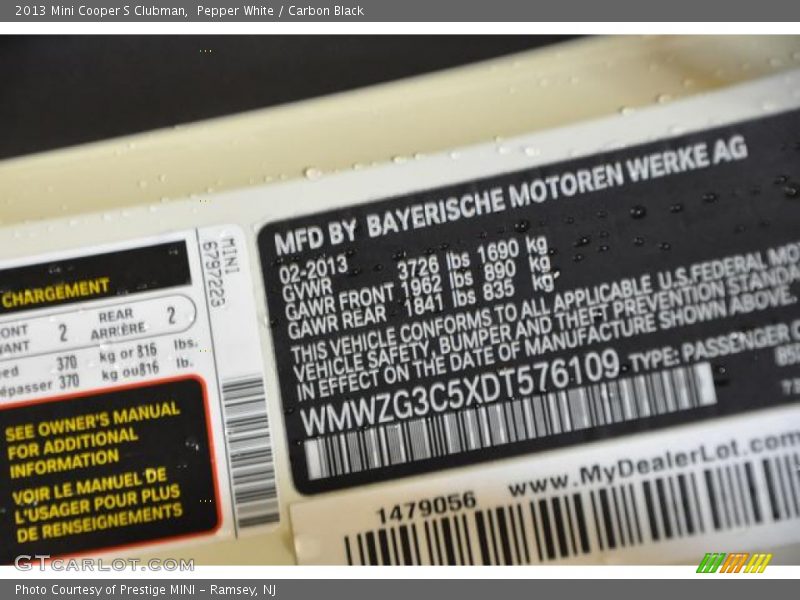 2013 Mini Cooper S Clubman, Pepper White / Carbon Black
MFD BY BAYERISCHE MOTOREN WERKE AG
02-2013
GVWR 3726 lbs 1690 kg
GAWR FRONT 1962 lbs 890 kg
GAWR REAR 1841 lbs 835 kg
THIS VEHICLE CONFORMS TO ALL APPLICABLE U.S.FEDERAL MO
VEHICLE SAFETY, BUMPER AND THEFT PREVENTION STANDA
IN EFFECT ON THE DATE OF MANUFACTURE SHOWN ABOVE.
WMWZG3C5XDT576109 TYPE: PASSENGER C
MINI
6797223
CHARGEMENT
ONT 2 REAR 2
VANT ARRIÈRE
eed 370 kg or 816 lbs.
épasser 370 kg ou 816 lb.
SEE OWNER'S MANUAL
FOR ADDITIONAL
INFORMATION
VOIR LE MANUEL DE
L'USAGER POUR PLUS
DE RENSEIGNEMENTS
1479056 www.MyDealerLot.com
GTCARLOT.COM
Photo Courtesy of Prestige MINI - Ramsey, NJ